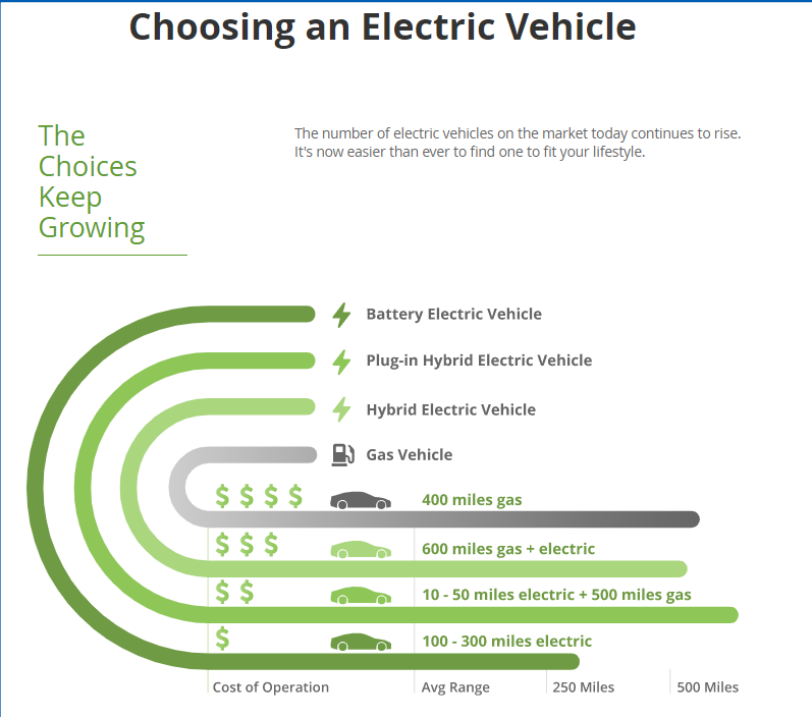 Choosing an Electric Vehicle
The
Choices
Keep
Growing
The number of electric vehicles on the market today continues to rise.
It's now easier than ever to find one to fit your lifestyle.
Battery Electric Vehicle
Plug-in Hybrid Electric Vehicle
Hybrid Electric Vehicle
Gas Vehicle
$ $ $ $ 400 miles gas
$ $ $ 600 miles gas + electric
$ $ 10 - 50 miles electric + 500 miles gas
$ 100 - 300 miles electric
Cost of Operation Avg Range 250 Miles 500 Miles